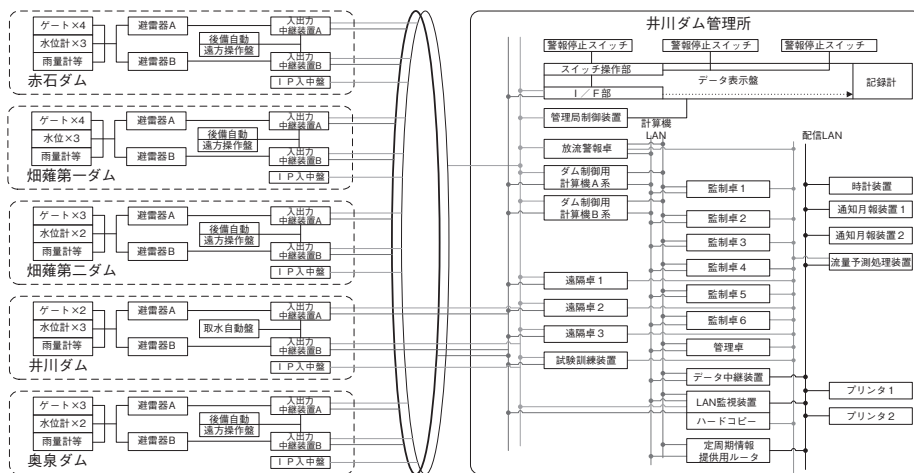 ゲート×4
水位計×3
雨量計等
避雷器A
避雷器B
後備自動
遠方操作盤
入出力
中継装置A
入出力
中継装置B
IP入中盤
赤石ダム
ゲート×4
水位×3
雨量計等
避雷器A
避雷器B
後備自動
遠方操作盤
入出力
中継装置A
入出力
中継装置B
IP入中盤
畑薙第一ダム
ゲート×3
水位計×2
雨量計等
避雷器A
避雷器B
後備自動
遠方操作盤
入出力
中継装置A
入出力
中継装置B
IP入中盤
畑薙第二ダム
ゲート×2
水位計×3
雨量計等
避雷器A
避雷器B
取水自動盤
入出力
中継装置A
入出力
中継装置B
IP入中盤
井川ダム
ゲート×3
水位計×2
雨量計等
避雷器A
避雷器B
後備自動
遠方操作盤
入出力
中継装置A
入出力
中継装置B
IP入中盤
奥泉ダム
井川ダム管理所
警報停止スイッチ
警報停止スイッチ
警報停止スイッチ
スイッチ操作部
データ表示盤
I/F部
記録計
管理局制御装置
計算機
LAN
配信LAN
放流警報卓
ダム制御用
計算機A系
ダム制御用
計算機B系
遠隔卓1
遠隔卓2
遠隔卓3
試験訓練装置
監制卓1
監制卓2
監制卓3
監制卓4
監制卓5
監制卓6
管理卓
データ中継装置
LAN監視装置
ハードコピー
定周期情報
提供用ルータ
時計装置
通知月報装置1
通知月報装置2
流量予測処理装置
プリンタ1
プリンタ2